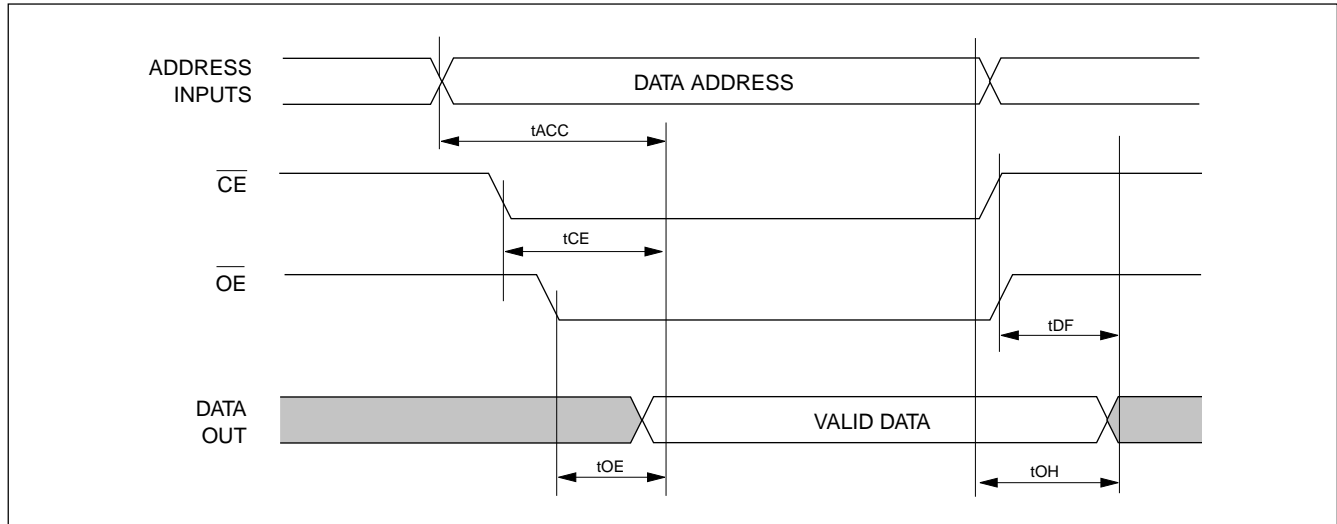 ADDRESS
INPUTS
DATA ADDRESS
tACC
CE
tCE
OE
tDF
DATA
OUT
VALID DATA
tOE
tOH